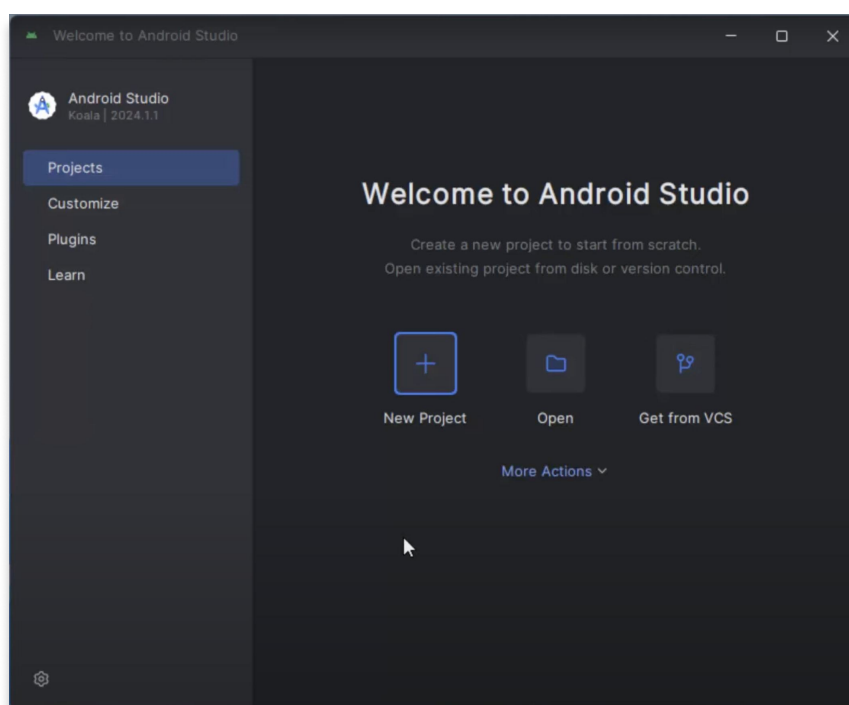 Welcome to Android Studio
Android Studio
Koala | 2024.1.1
Projects
Customize
Plugins
Learn
Welcome to Android Studio
Create a new project to start from scratch.
Open existing project from disk or version control.
New Project
Open
Get from VCS
More Actions